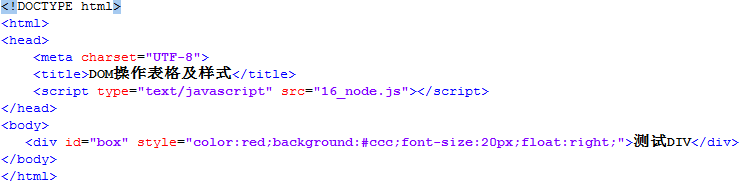 <!DOCTYPE html>
<html>
<head>
<meta charset="UTF-8">
<title>DOM操作表格及样式</title>
<script type="text/javascript" src="16_node.js"></script>
</head>
<body>
<div id="box" style="color:red;background:#ccc;font-size:20px;float:right;">测试DIV</div>
</body>
</html>